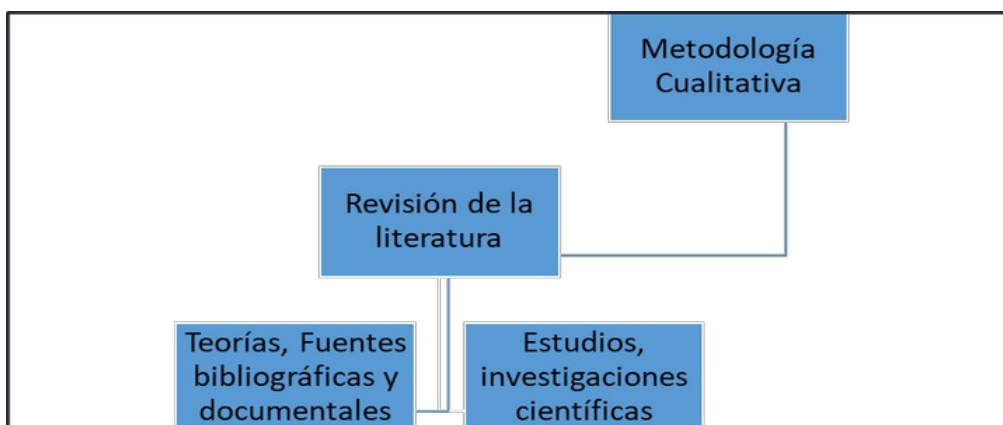 Metodología
Cualitativa
Revisión de la
literatura
Teorías, Fuentes
bibliográficas y
documentales
Estudios,
investigaciones
científicas